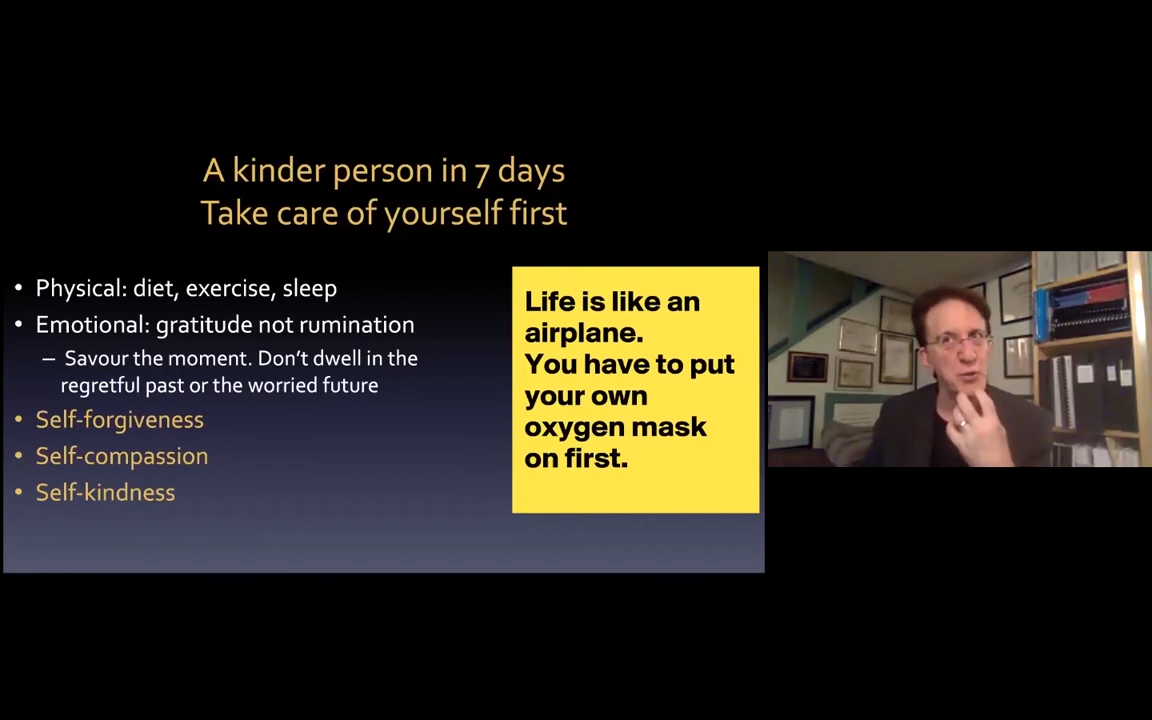 A kinder person in 7 days
Take care of yourself first
• Physical: diet, exercise, sleep
• Emotional: gratitude not rumination
– Savour the moment. Don't dwell in the
regretful past or the worried future
• Self-forgiveness
• Self-compassion
• Self-kindness
Life is like an
airplane.
You have to put
your own
oxygen mask
on first.